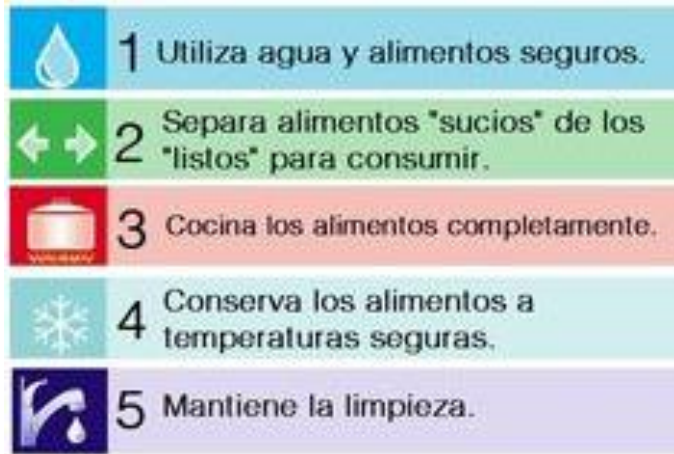 1 Utiliza agua y alimentos seguros.
2 Separa alimentos "sucios" de los
"listos" para consumir.
3 Cocina los alimentos completamente.
4 Conserva los alimentos a
temperaturas seguras.
5 Mantiene la limpieza.